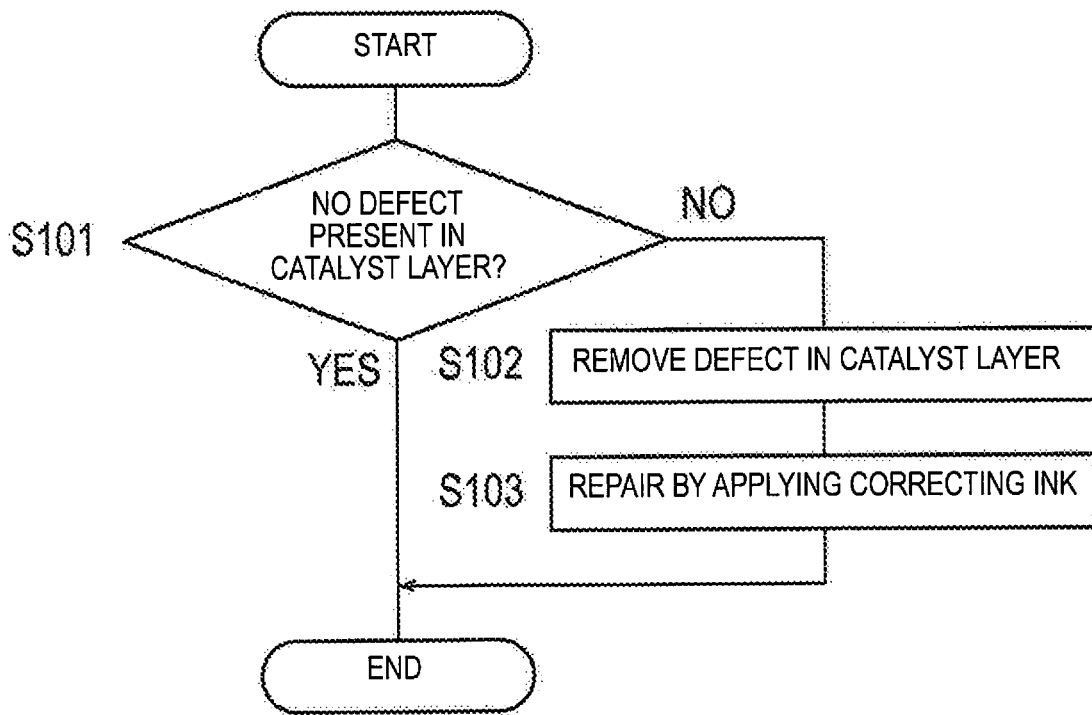 START
NO DEFECT
PRESENT IN
CATALYST LAYER?
S101
NO
YES
S102
REMOVE DEFECT IN CATALYST LAYER
S103
REPAIR BY APPLYING CORRECTING INK
END